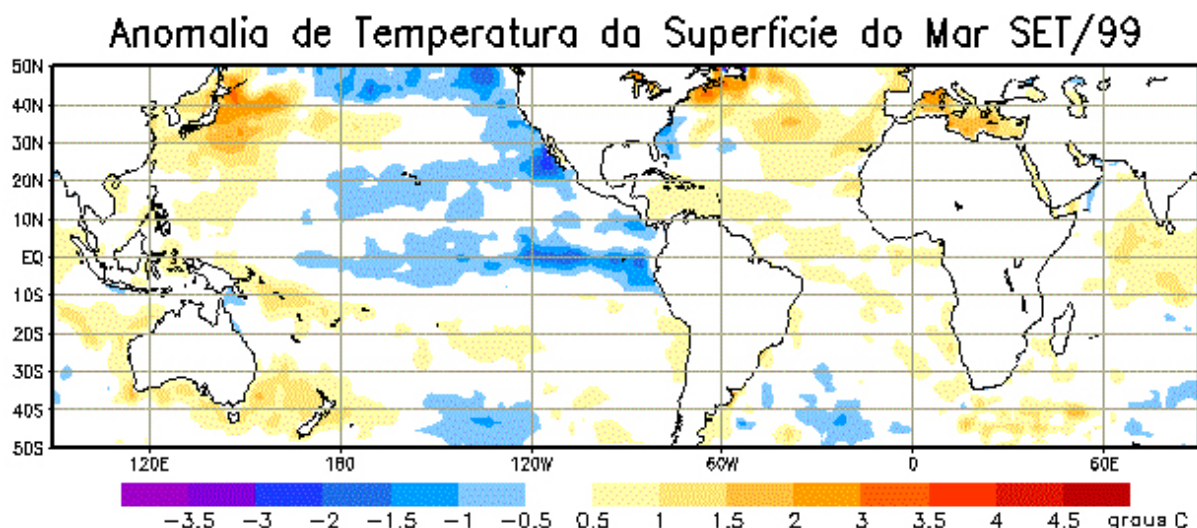 Anomalia de Temperatura da Superfície do Mar SET/99
50N
40N
30N
20N
10N
EQ
10S
20S
30S
40S
50S
120E 180 120W 60W 0 60E
-3.5 -3 -2 -1.5 -1 -0.5 0.5 1 1.5 2 3 3.5 4 4.5 graus C